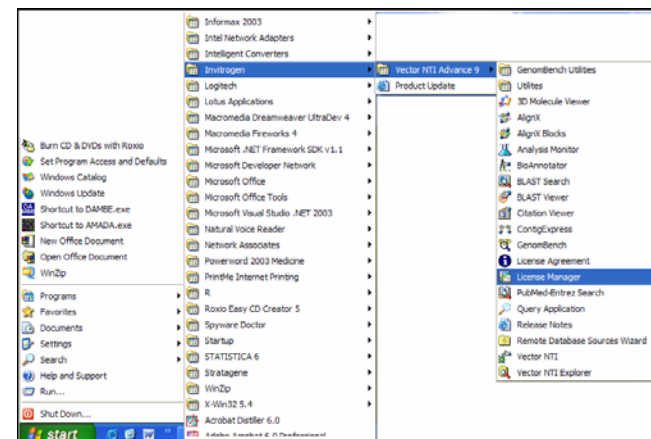 Burn CD & DVDs with Roxio
Set Program Access and Defaults
Windows Catalog
Windows Update
Shortcut to DAMBE.exe
Shortcut to AMADA.exe
New Office Document
Open Office Document
WinZip
Programs
Favorites
Documents
Settings
Search
Help and Support
Run...
Shut Down...
start
Informax 2003
Intel Network Adapters
Intelligent Converters
Invitrogen
Logitech
Lotus Applications
Macromedia Dreamweaver UltraDev 4
Macromedia Fireworks 4
Microsoft .NET Framework SDK v1.1
Microsoft Developer Network
Microsoft Office
Microsoft Office Tools
Microsoft Visual Studio .NET 2003
Natural Voice Reader
Network Associates
Powerword 2003 Medicine
PrintMe Internet Printing
R
Roxio Easy CD Creator 5
Spyware Doctor
Startup
STATISTICA 6
Stratagene
WinZip
X-Win32 5.4
Acrobat Distiller 6.0
Adobe Acrobat 6.0 Professional
Vector NTI Advance 9
Product Update
GenomBench Utilities
Utilites
3D Molecule Viewer
AlignX
AlignX Blocks
Analysis Monitor
BioAnnotator
BLAST Search
BLAST Viewer
Citation Viewer
ContigExpress
GenomBench
License Agreement
License Manager
PubMed-Entrez Search
Query Application
Release Notes
Remote Database Sources Wizard
Vector NTI
Vector NTI Explorer